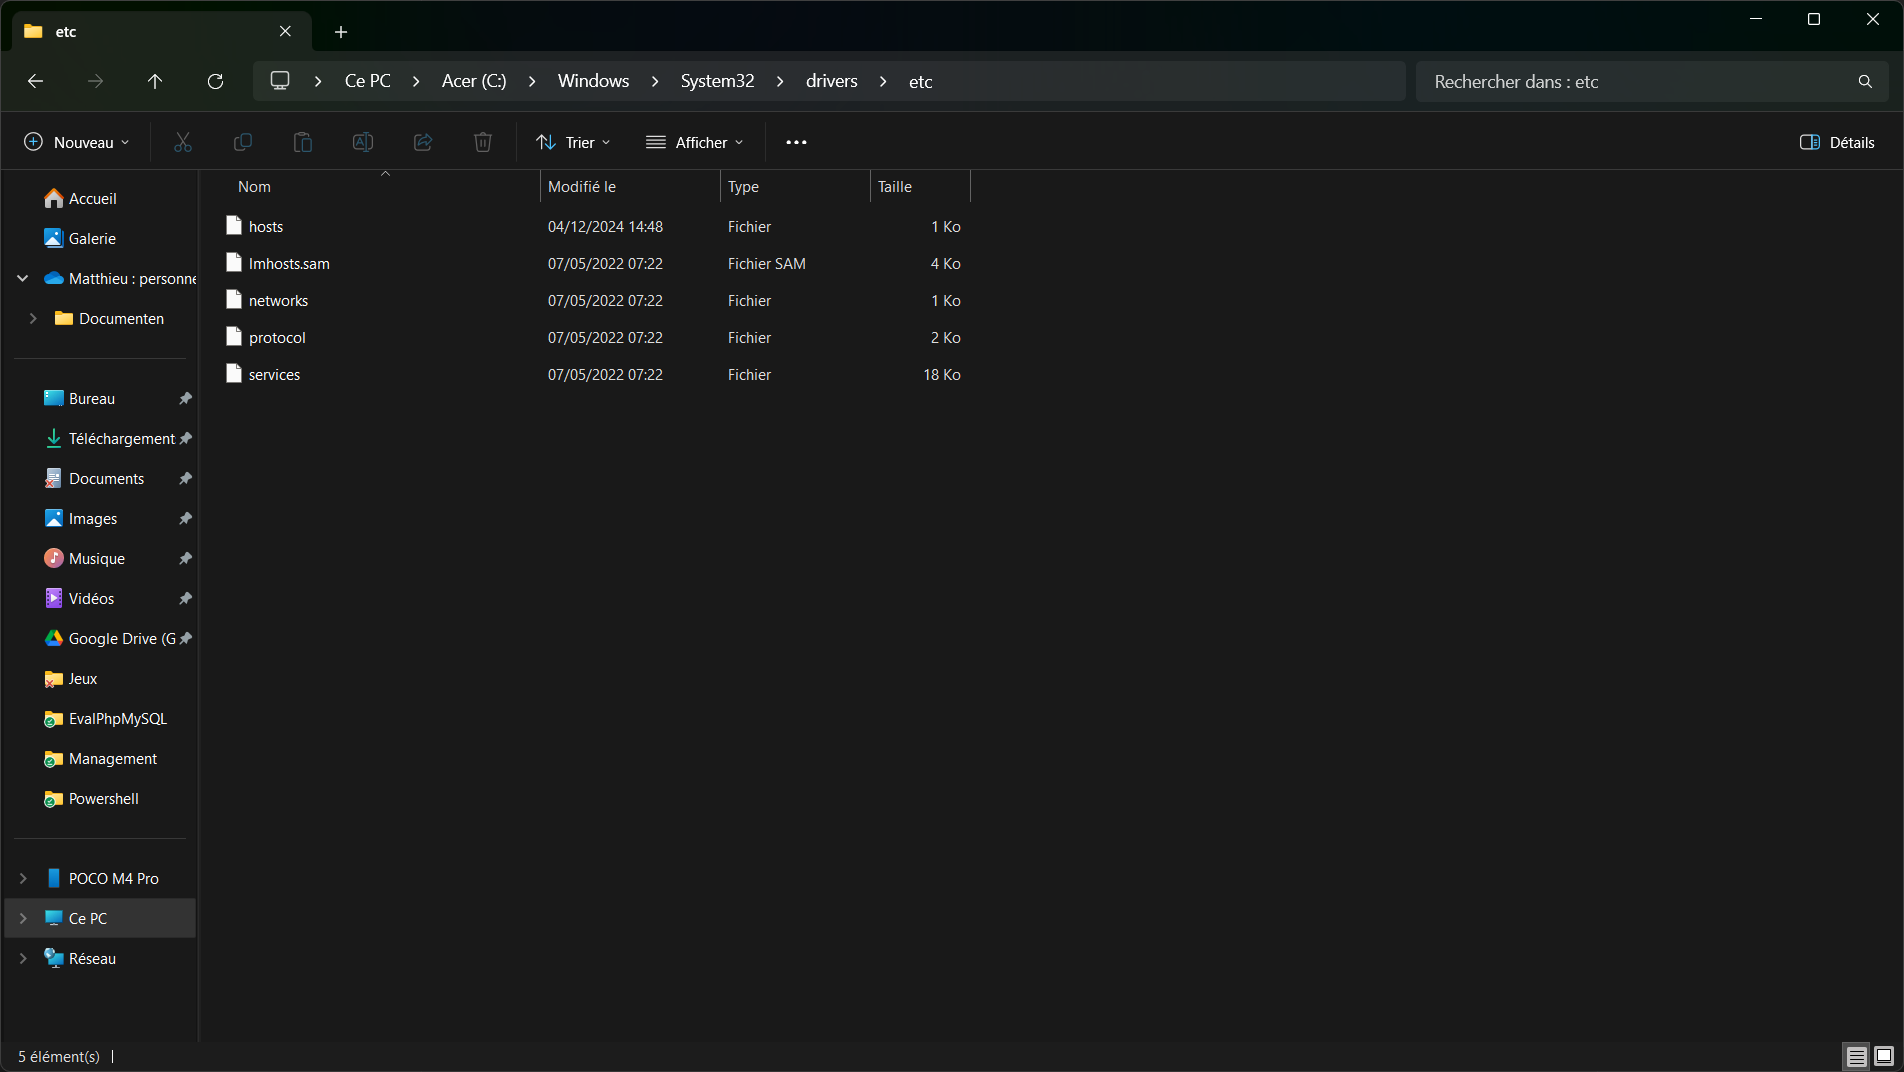 etc
Ce PC
Acer (C:)
Windows
System32
drivers
etc
Rechercher dans : etc
Nouveau
Trier
Afficher
Détails
Nom Modifié le Type Taille
hosts 04/12/2024 14:48 Fichier 1 Ko
lmhosts.sam 07/05/2022 07:22 Fichier SAM 4 Ko
networks 07/05/2022 07:22 Fichier 1 Ko
protocol 07/05/2022 07:22 Fichier 2 Ko
services 07/05/2022 07:22 Fichier 18 Ko
Accueil
Galerie
Matthieu : personne
Documenten
Bureau
Téléchargement
Documents
Images
Musique
Vidéos
Google Drive (G
Jeux
EvalPhpMySQL
Management
Powershell
POCO M4 Pro
Ce PC
Réseau
5 élément(s)